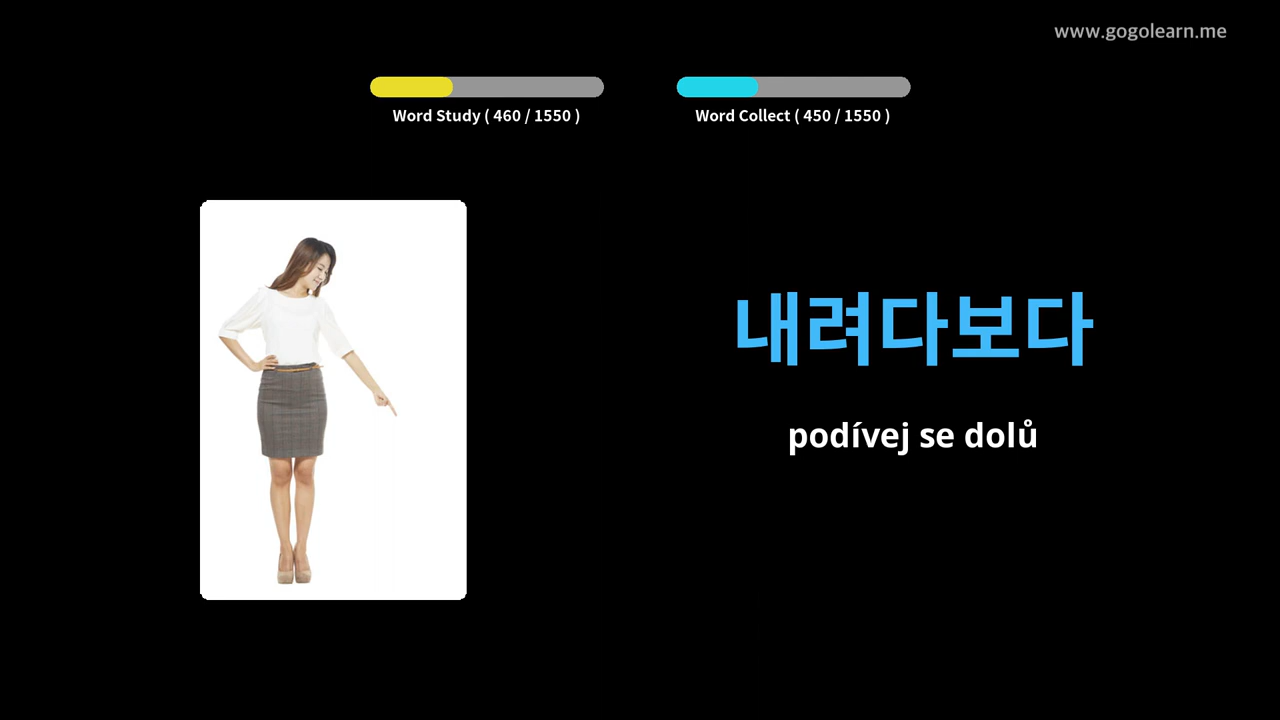 www.gogolearn.me
Word Study ( 460 / 1550 )
Word Collect ( 450 / 1550 )
내려다보다
podívej se dolů